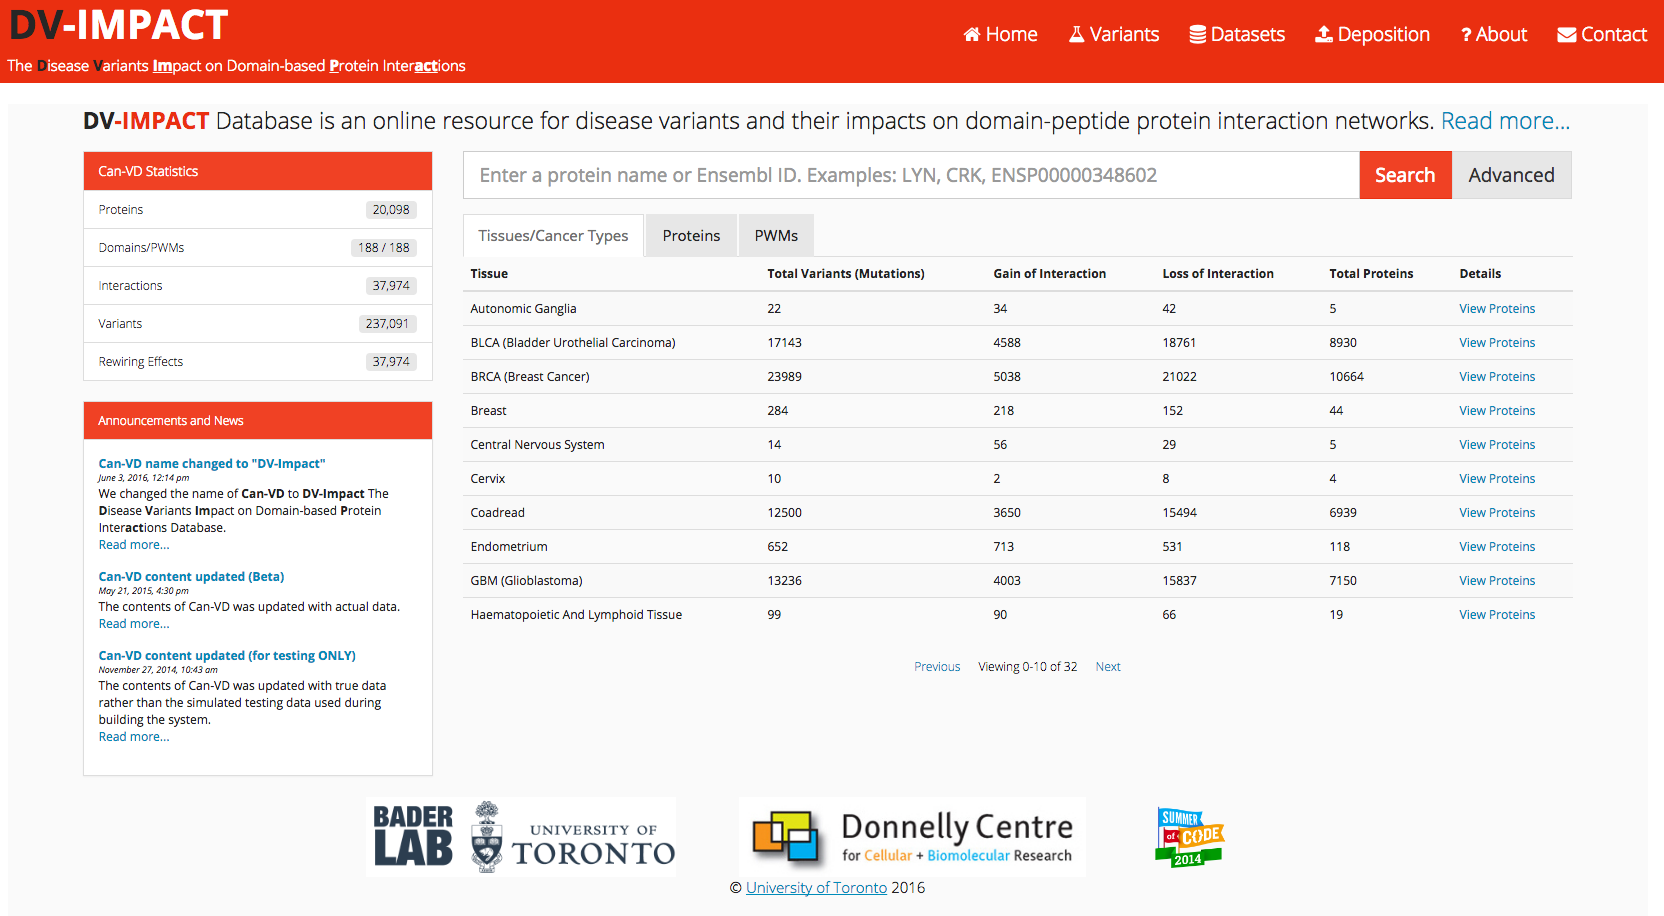 DV-IMPACT
The Disease Variants Impact on Domain-based Protein Interactions
Home Variants Datasets Deposition ? About Contact
DV-IMPACT Database is an online resource for disease variants and their impacts on domain-peptide protein interaction networks. Read more...
Can-VD Statistics
Proteins 20,098
Domains/PWMs 188 / 188
Interactions 37,974
Variants 237,091
Rewiring Effects 37,974
Announcements and News
Can-VD name changed to "DV-Impact"
June 3, 2016, 12:14 pm
We changed the name of Can-VD to DV-Impact The
Disease Variants Impact on Domain-based Protein
Interactions Database.
Read more...
Can-VD content updated (Beta)
May 21, 2015, 4:30 pm
The contents of Can-VD was updated with actual data.
Read more...
Can-VD content updated (for testing ONLY)
November 27, 2014, 10:43 am
The contents of Can-VD was updated with true data
rather than the simulated testing data used during
building the system.
Read more...
Enter a protein name or Ensembl ID. Examples: LYN, CRK, ENSP00000348602 Search Advanced
Tissues/Cancer Types Proteins PWMs
Tissue Total Variants (Mutations) Gain of Interaction Loss of Interaction Total Proteins Details
Autonomic Ganglia 22 34 42 5 View Proteins
BLCA (Bladder Urothelial Carcinoma) 17143 4588 18761 8930 View Proteins
BRCA (Breast Cancer) 23989 5038 21022 10664 View Proteins
Breast 284 218 152 44 View Proteins
Central Nervous System 14 56 29 5 View Proteins
Cervix 10 2 8 4 View Proteins
Coadread 12500 3650 15494 6939 View Proteins
Endometrium 652 713 531 118 View Proteins
GBM (Glioblastoma) 13236 4003 15837 7150 View Proteins
Haematopoietic And Lymphoid Tissue 99 90 66 19 View Proteins
Previous Viewing 0-10 of 32 Next
BADER
LAB
UNIVERSITY OF
TORONTO
Donnelly Centre
for Cellular + Biomolecular Research
SUMMER
of CODE
2014
© University of Toronto 2016